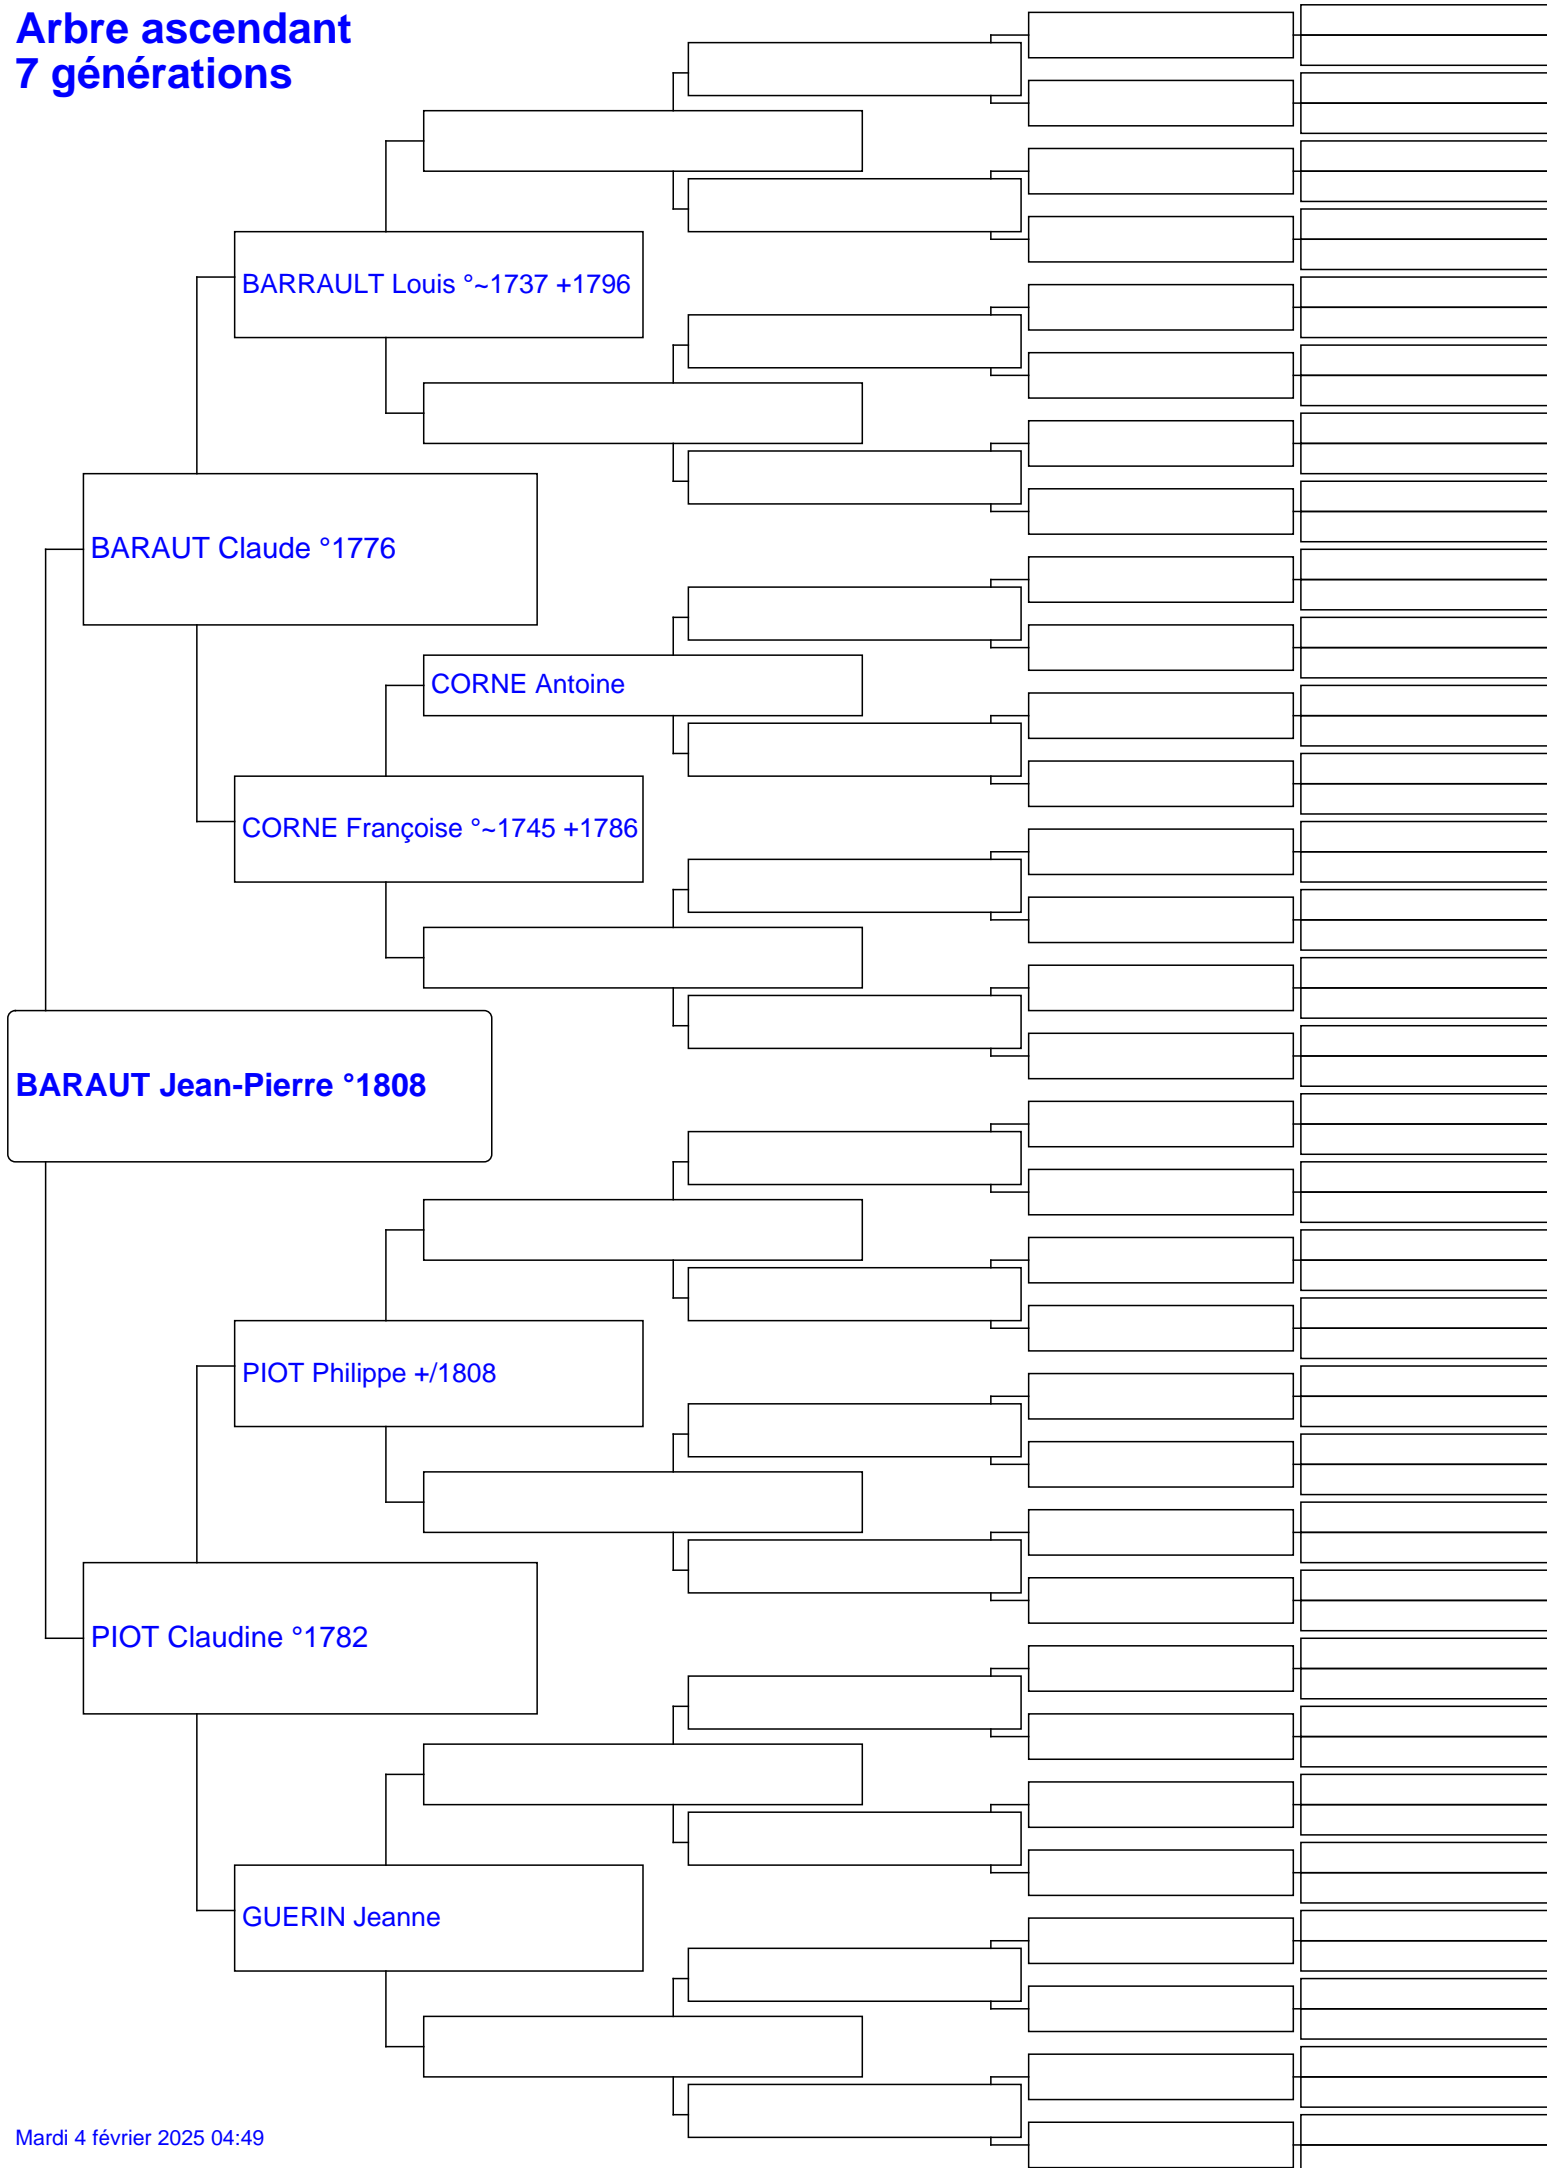 Arbre ascendant
7 générations
BARRAULT Louis °~1737 +1796
BARAUT Claude °1776
CORNE Antoine
CORNE Françoise °~1745 +1786
BARAUT Jean-Pierre °1808
PIOT Philippe +/1808
PIOT Claudine °1782
GUERIN Jeanne
Mardi 4 février 2025 04:49